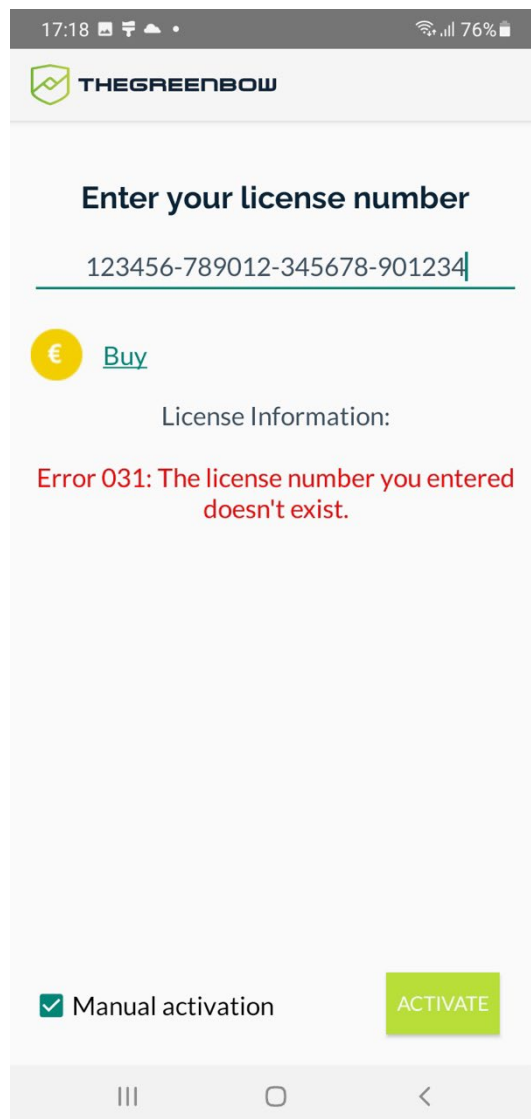 17:18 76%
THEGREENBOW
Enter your license number
123456-789012-345678-901234
€ Buy
License Information:
Error 031: The license number you entered
doesn't exist.
Manual activation ACTIVATE